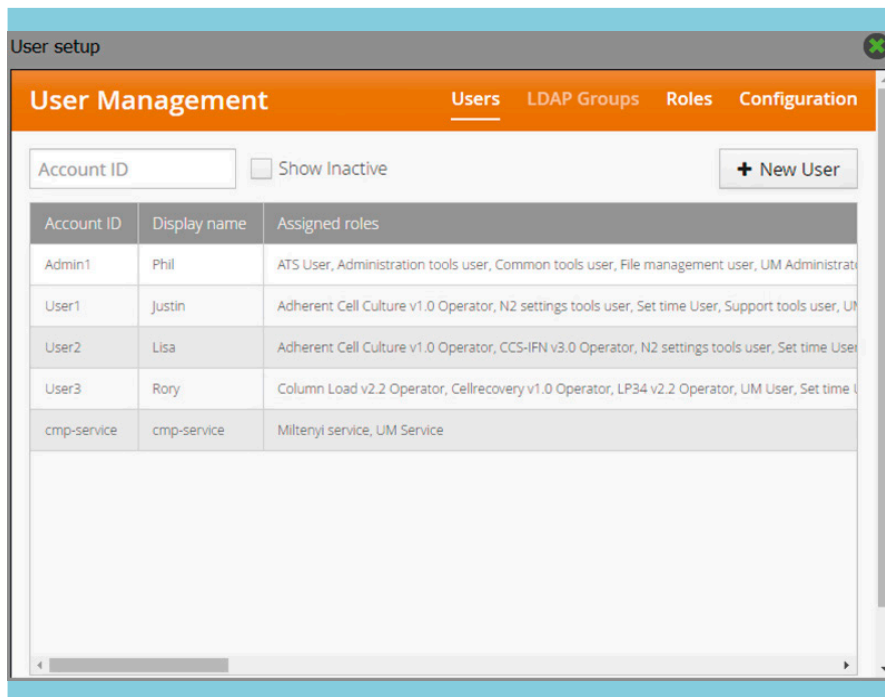 User setup
User Management Users LDAP Groups Roles Configuration
Account ID Show Inactive + New User
Account ID Display name Assigned roles
Admin1 Phil ATS User, Administration tools user, Common tools user, File management user, UM
User1 Justin Adherent Cell Culture v1.0 Operator, N2 settings tools user, Set time User, Support tools user,
User2 Lisa Adherent Cell Culture v1.0 Operator, CCS-IFN v3.0 Operator, N2 settings tools user, Set time User
User3 Rory Column Load v2.2 Operator, Cellrecovery v1.0 Operator, LP34 v2.2 Operator, UM User, Set time
cmp-service cmp-service Miltenyi service, UM Service